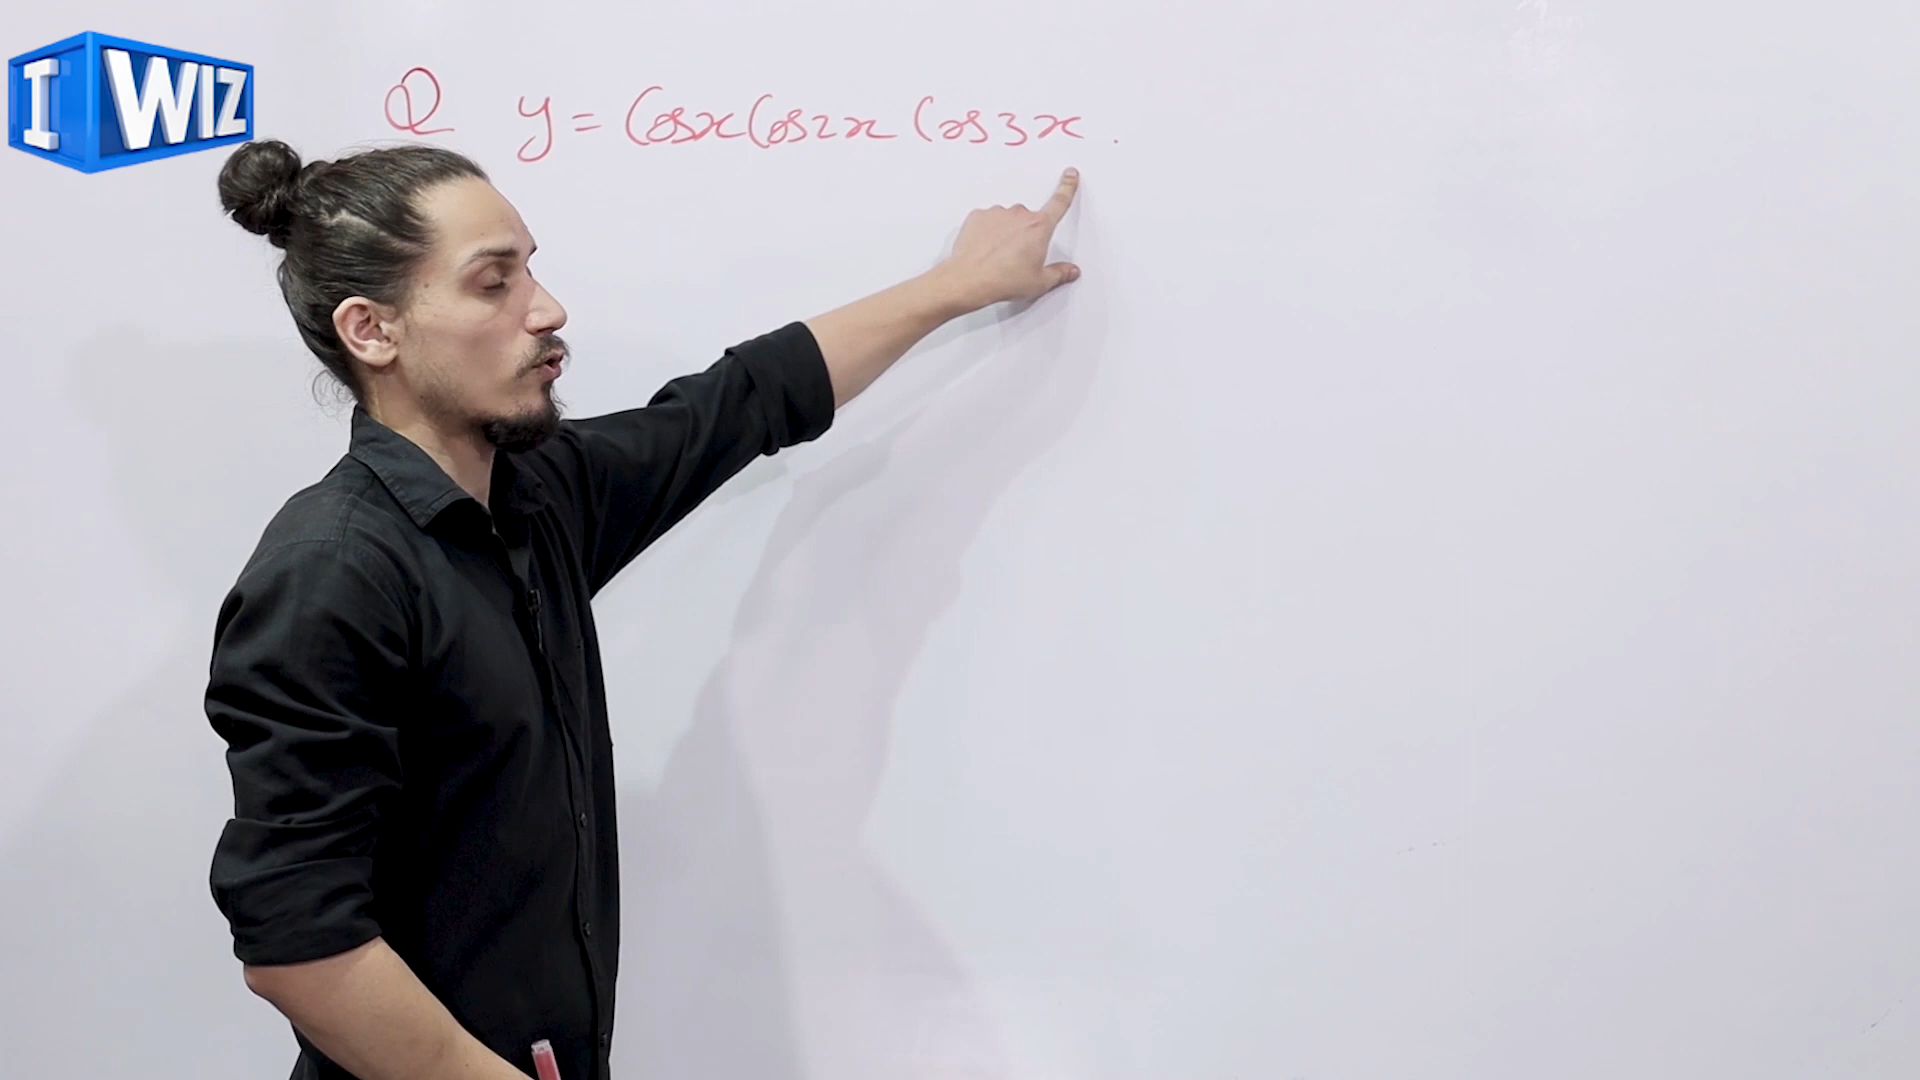 I WIZ
Q y = Cosx Cos2x Cos3x .